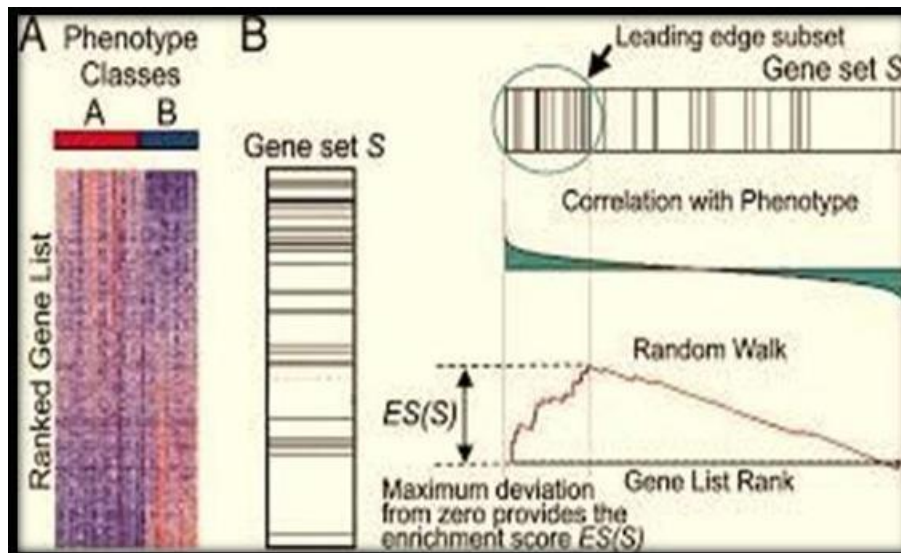 A
Phenotype
Classes
A B
Ranked Gene List
B
Gene set S
Leading edge subset
Gene set S
Correlation with Phenotype
Random Walk
ES(S)
Gene List Rank
Maximum deviation
from zero provides the
enrichment score ES(S)